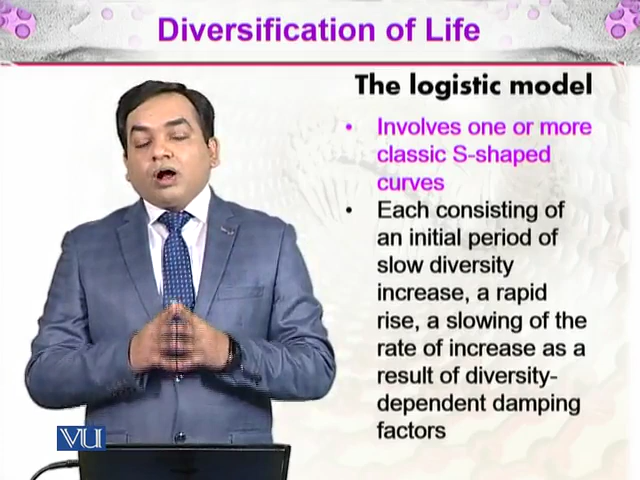 Diversification of Life
The logistic model
• Involves one or more
classic S-shaped
curves
• Each consisting of
an initial period of
slow diversity
increase, a rapid
rise, a slowing of the
rate of increase as a
result of diversity-
dependent damping
factors
VU